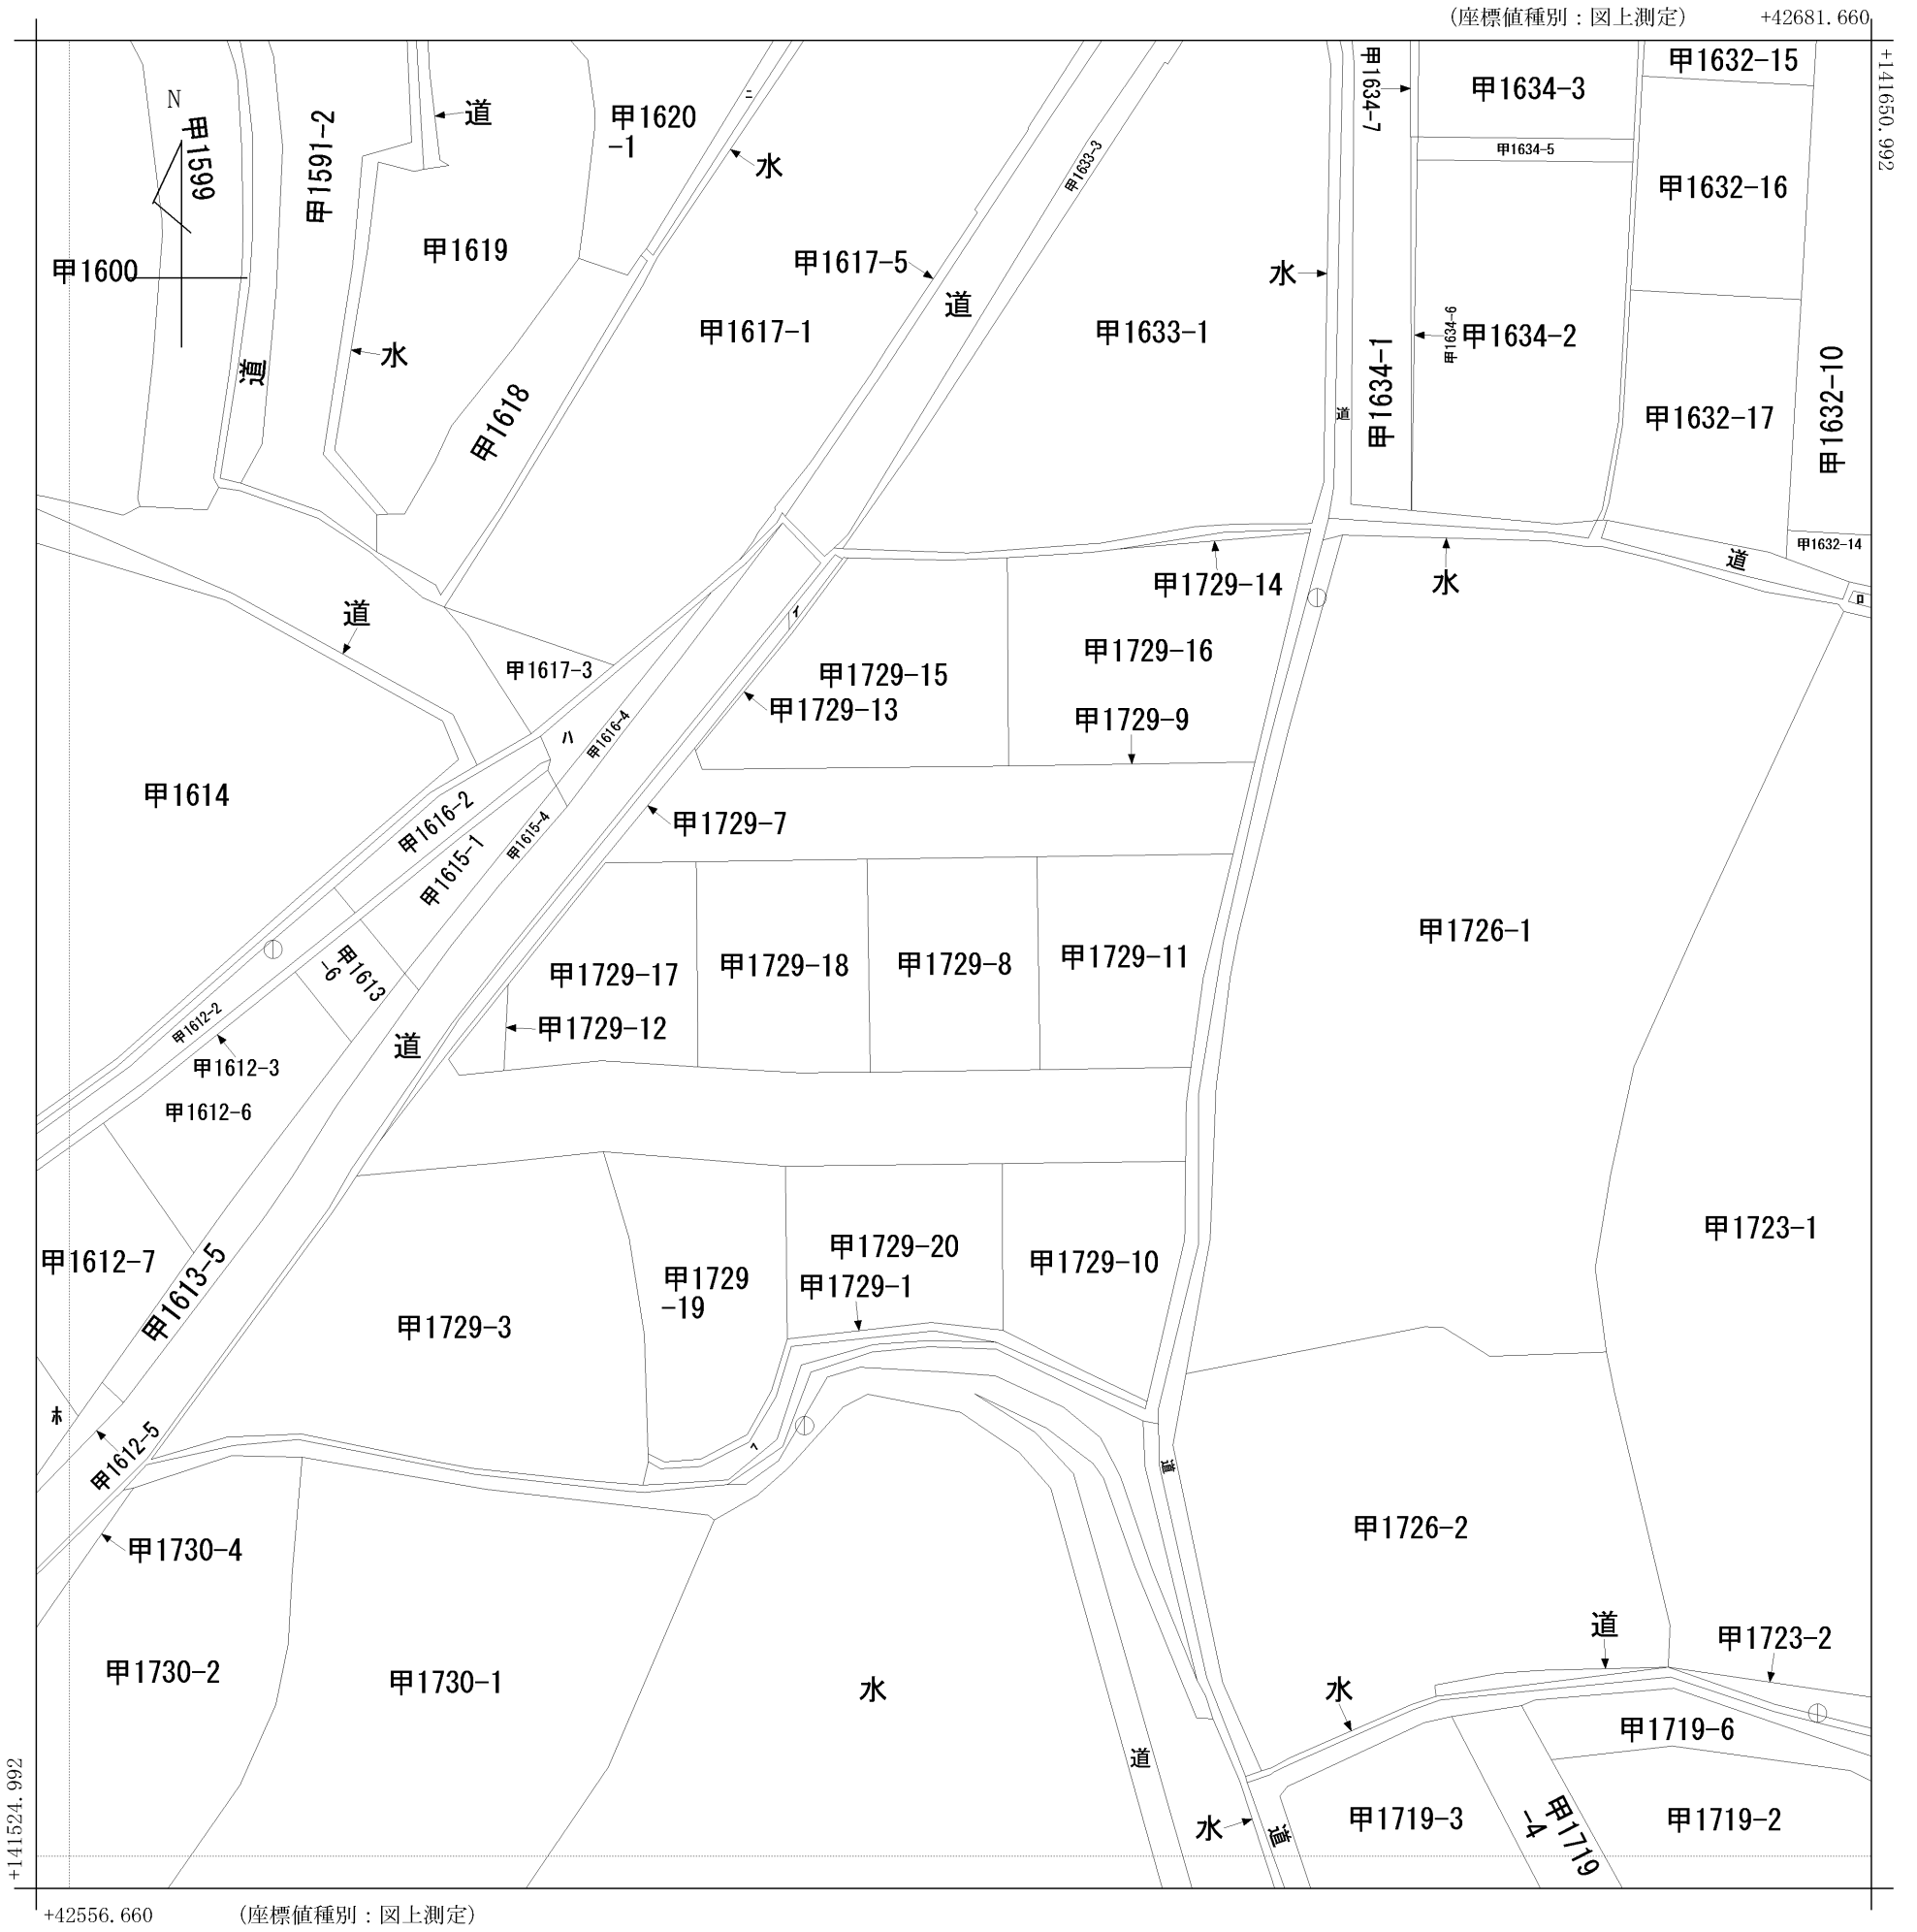 (座標値種別：図上測定)
+42681.660
+141650.992
N
甲1599
甲1600
甲1591-2
道
道
甲1620
-1
ニ
水
甲1619
水
甲1618
甲1617-5
甲1617-1
道
甲1633-3
甲1633-1
水
道
甲1634-7
甲1634-1
甲1634-3
甲1634-5
甲1634-6
甲1634-2
甲1632-15
甲1632-16
甲1632-17
甲1632-10
甲1632-14
道
ロ
水
道
甲1617-3
ハ
甲1616-4
イ
甲1729-14
甲1729-15
甲1729-13
甲1729-16
甲1729-9
甲1614
甲1616-2
甲1615-1
甲1615-4
甲1729-7
甲1726-1
甲1613
-6
甲1612-2
甲1612-3
甲1612-6
道
甲1729-17
甲1729-12
甲1729-18
甲1729-8
甲1729-11
甲1723-1
甲1612-7
甲1613-5
甲1729-3
甲1729
-19
甲1729-20
甲1729-1
甲1729-10
ホ
甲1612-5
道
甲1730-4
甲1726-2
甲1730-2
甲1730-1
水
道
水
道
甲1723-2
甲1719-6
水
道
甲1719-3
甲1719
-4
甲1719-2
+141524.992
+42556.660
(座標値種別：図上測定)